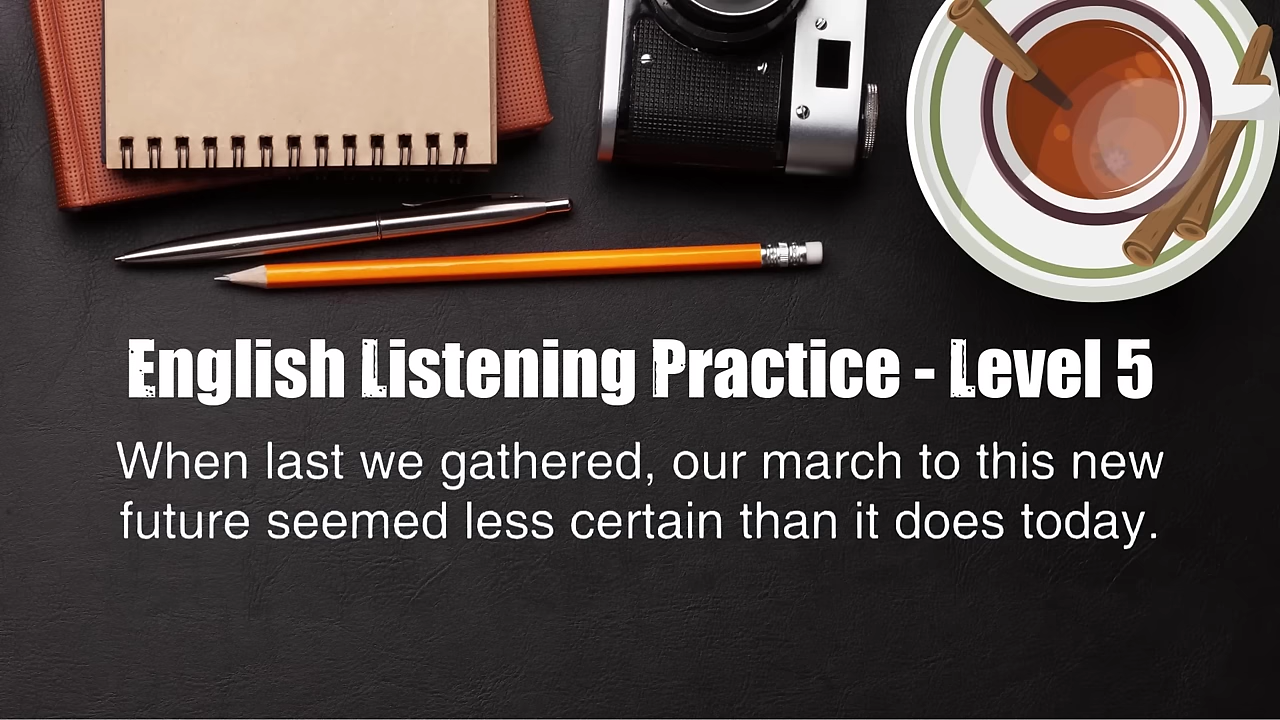 English Listening Practice - Level 5
When last we gathered, our march to this new
future seemed less certain than it does today.